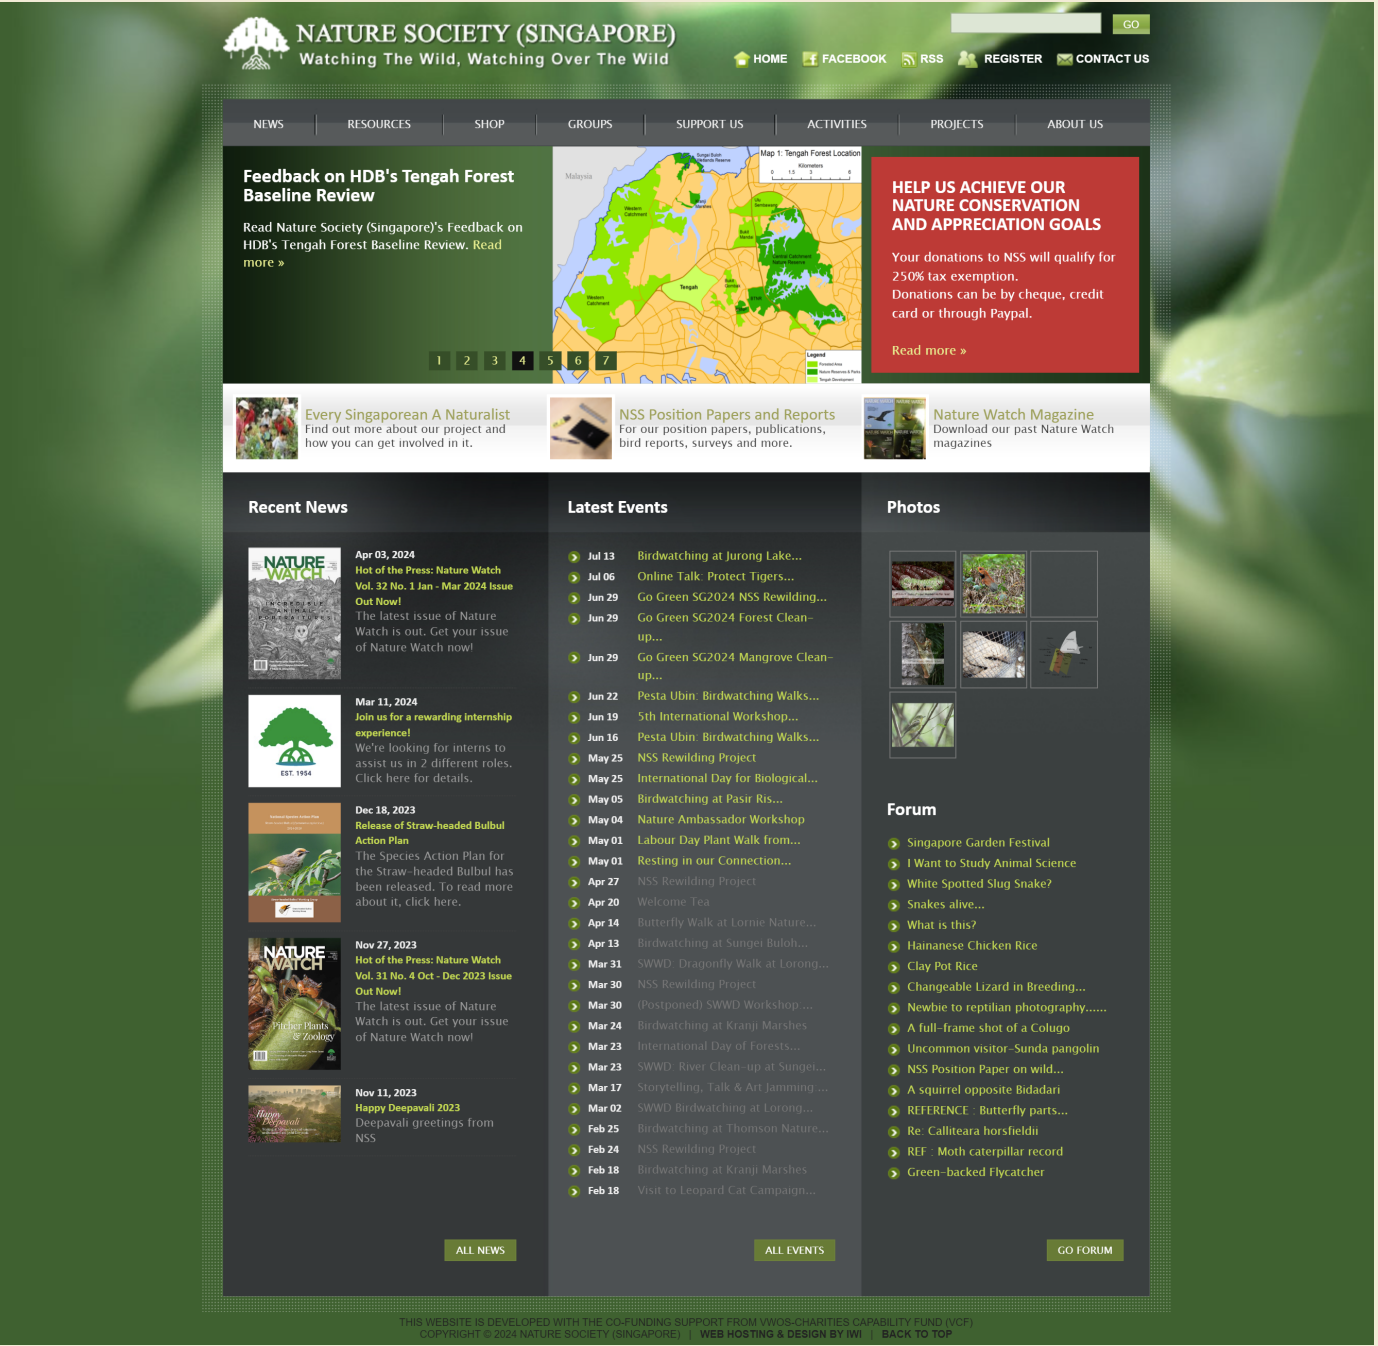 NATURE SOCIETY (SINGAPORE)
Watching The Wild, Watching Over The Wild
GO
HOME
FACEBOOK
RSS
REGISTER
CONTACT US
NEWS
RESOURCES
SHOP
GROUPS
SUPPORT US
ACTIVITIES
PROJECTS
ABOUT US
Feedback on HDB's Tengah Forest
Baseline Review
Read Nature Society (Singapore)'s Feedback on
HDB's Tengah Forest Baseline Review. Read
more »
1 2 3 4 5 6 7
Map 1: Tengah Forest Location
Kilometers
Malaysia
Western
Catchment
Tengah
Western
Catchment
Legend
HELP US ACHIEVE OUR
NATURE CONSERVATION
AND APPRECIATION GOALS
Your donations to NSS will qualify for
250% tax exemption.
Donations can be by cheque, credit
card or through Paypal.
Read more »
Every Singaporean A Naturalist
Find out more about our project and
how you can get involved in it.
NSS Position Papers and Reports
For our position papers, publications,
bird reports, surveys and more.
Nature Watch Magazine
Download our past Nature Watch
magazines
Recent News
NATURE
WATCH
INCREDIBLE
ANIMAL
PORTRAITURES
Apr 03, 2024
Hot of the Press: Nature Watch
Vol. 32 No. 1 Jan - Mar 2024 Issue
Out Now!
The latest issue of Nature
Watch is out. Get your issue
of Nature Watch now!
EST. 1954
Mar 11, 2024
Join us for a rewarding internship
experience!
We're looking for interns to
assist us in 2 different roles.
Click here for details.
Dec 18, 2023
Release of Straw-headed Bulbul
Action Plan
The Species Action Plan for
the Straw-headed Bulbul has
been released. To read more
about it, click here.
NATURE
WATCH
Pitcher Plants
& Zoology
Nov 27, 2023
Hot of the Press: Nature Watch
Vol. 31 No. 4 Oct - Dec 2023 Issue
Out Now!
The latest issue of Nature
Watch is out. Get your issue
of Nature Watch now!
Happy
Deepavali
Nov 11, 2023
Happy Deepavali 2023
Deepavali greetings from
NSS
ALL NEWS
Latest Events
Jul 13 Birdwatching at Jurong Lake...
Jul 06 Online Talk: Protect Tigers...
Jun 29 Go Green SG2024 NSS Rewilding...
Jun 29 Go Green SG2024 Forest Clean-
up...
Jun 29 Go Green SG2024 Mangrove Clean-
up...
Jun 22 Pesta Ubin: Birdwatching Walks...
Jun 19 5th International Workshop...
Jun 16 Pesta Ubin: Birdwatching Walks...
May 25 NSS Rewilding Project
May 25 International Day for Biological...
May 05 Birdwatching at Pasir Ris...
May 04 Nature Ambassador Workshop
May 01 Labour Day Plant Walk from...
May 01 Resting in our Connection...
Apr 27 NSS Rewilding Project
Apr 20 Welcome Tea
Apr 14 Butterfly Walk at Lornie Nature...
Apr 13 Birdwatching at Sungei Buloh...
Mar 31 SWWD: Dragonfly Walk at Lorong...
Mar 30 NSS Rewilding Project
Mar 30 (Postponed) SWWD Workshop :...
Mar 24 Birdwatching at Kranji Marshes
Mar 23 International Day of Forests...
Mar 23 SWWD: River Clean-up at Sungei...
Mar 17 Storytelling, Talk & Art Jamming ...
Mar 02 SWWD Birdwatching at Lorong...
Feb 25 Birdwatching at Thomson Nature...
Feb 24 NSS Rewilding Project
Feb 18 Birdwatching at Kranji Marshes
Feb 18 Visit to Leopard Cat Campaign...
ALL EVENTS
Photos
Forum
Singapore Garden Festival
I Want to Study Animal Science
White Spotted Slug Snake?
Snakes alive...
What is this?
Hainanese Chicken Rice
Clay Pot Rice
Changeable Lizard in Breeding...
Newbie to reptilian photography......
A full-frame shot of a Colugo
Uncommon visitor-Sunda pangolin
NSS Position Paper on wild...
A squirrel opposite Bidadari
REFERENCE : Butterfly parts...
Re: Calliteara horsfieldii
REF : Moth caterpillar record
Green-backed Flycatcher
GO FORUM
THIS WEBSITE IS DEVELOPED WITH THE CO-FUNDING SUPPORT FROM VWOS-CHARITIES CAPABILITY FUND (VCF)
COPYRIGHT © 2024 NATURE SOCIETY (SINGAPORE) | WEB HOSTING & DESIGN BY IWI | BACK TO TOP